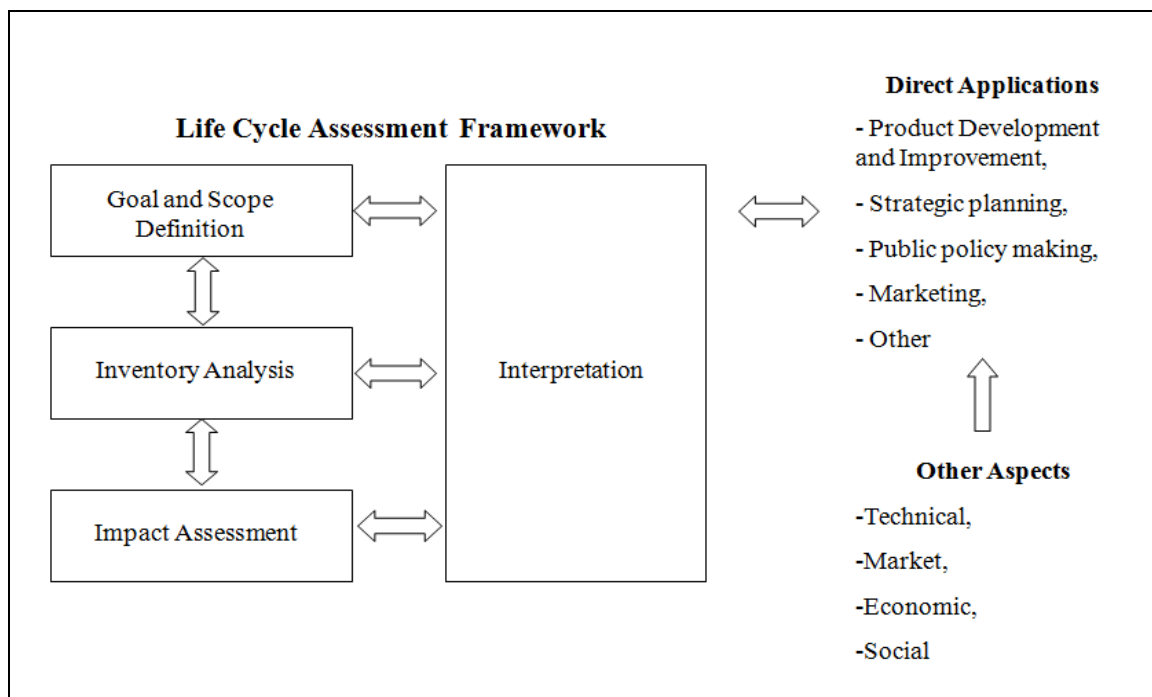 Life Cycle Assessment Framework
Goal and Scope
Definition
Inventory Analysis
Impact Assessment
Interpretation
Direct Applications
- Product Development
and Improvement,
- Strategic planning,
- Public policy making,
- Marketing,
- Other
Other Aspects
-Technical,
-Market,
-Economic,
-Social